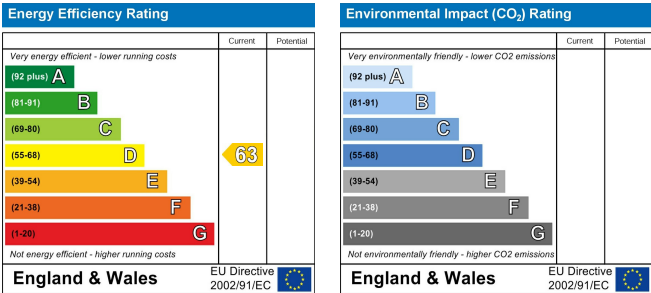 Energy Efficiency Rating
Current Potential
Very energy efficient - lower running costs
(92 plus) A
(81-91) B
(69-80) C
(55-68) D 63
(39-54) E
(21-38) F
(1-20) G
Not energy efficient - higher running costs
England & Wales
EU Directive
2002/91/EC
Environmental Impact (CO₂) Rating
Current Potential
Very environmentally friendly - lower CO2 emissions
(92 plus) A
(81-91) B
(69-80) C
(55-68) D
(39-54) E
(21-38) F
(1-20) G
Not environmentally friendly - higher CO2 emissions
England & Wales
EU Directive
2002/91/EC